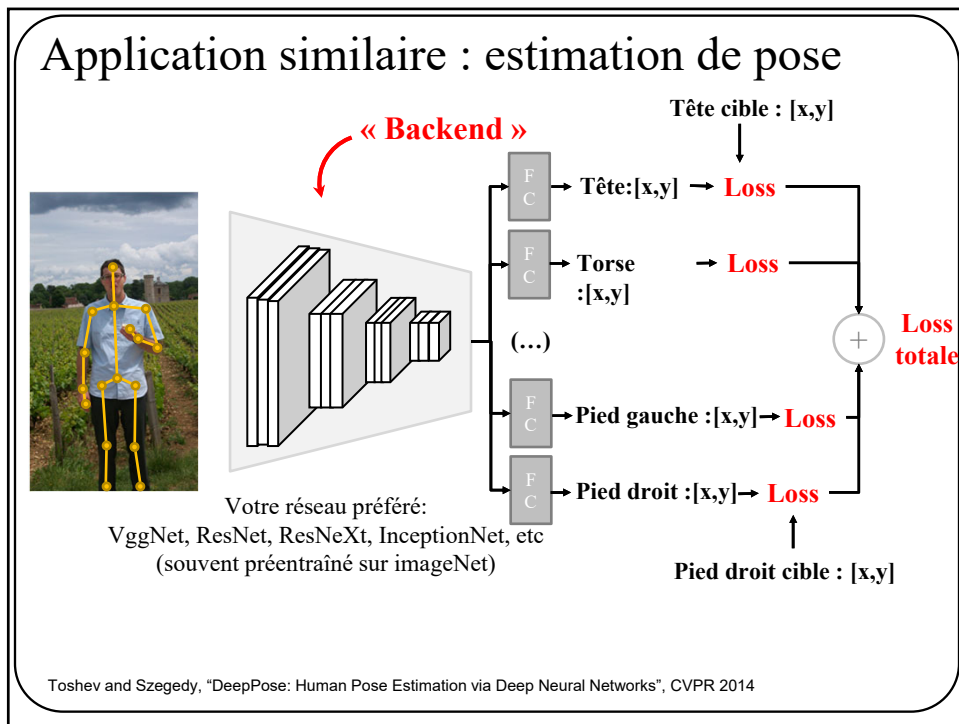 Application similaire : estimation de pose
Tête cible : [x,y]
« Backend »
F
C
Tête:[x,y]
Loss
F
C
Torse
:[x,y]
Loss
(…)
+
Loss
totale
F
C
Pied gauche :[x,y]
Loss
F
C
Pied droit :[x,y]
Loss
Votre réseau préféré:
VggNet, ResNet, ResNeXt, InceptionNet, etc
(souvent préentraîné sur imageNet)
Pied droit cible : [x,y]
Toshev and Szegedy, “DeepPose: Human Pose Estimation via Deep Neural Networks”, CVPR 2014